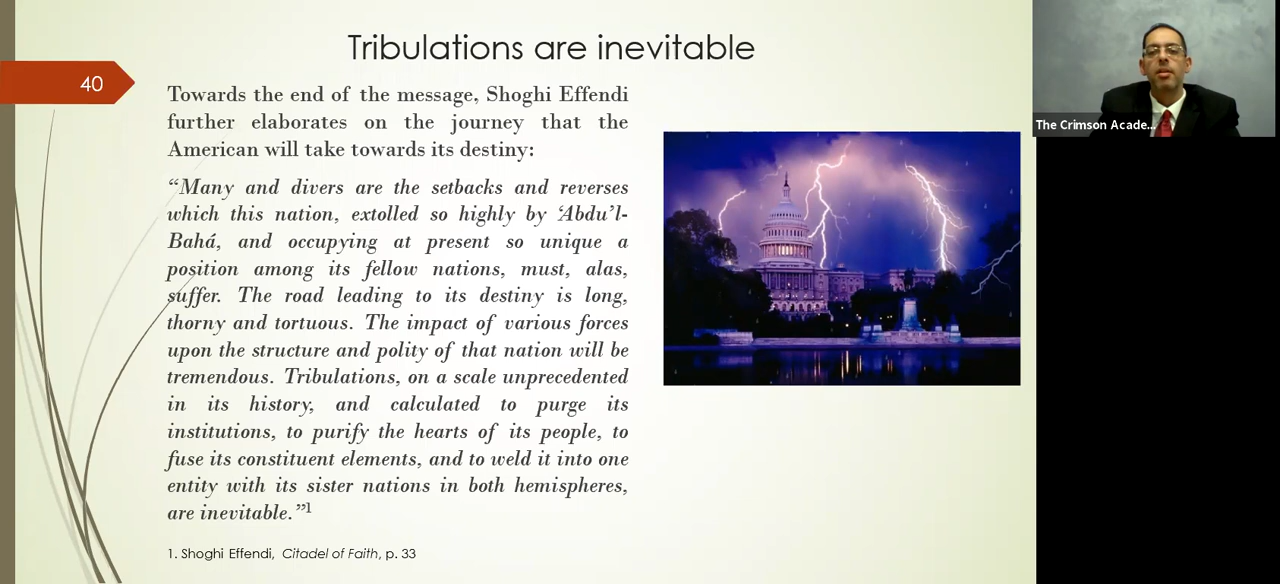 Tribulations are inevitable
40
Towards the end of the message, Shoghi Effendi
further elaborates on the journey that the
American will take towards its destiny:
“Many and divers are the setbacks and reverses
which this nation, extolled so highly by ‘Abdu’l-
Bahá, and occupying at present so unique a
position among its fellow nations, must, alas,
suffer. The road leading to its destiny is long,
thorny and tortuous. The impact of various forces
upon the structure and polity of that nation will be
tremendous. Tribulations, on a scale unprecedented
in its history, and calculated to purge its
institutions, to purify the hearts of its people, to
fuse its constituent elements, and to weld it into one
entity with its sister nations in both hemispheres,
are inevitable.”1
1. Shoghi Effendi, Citadel of Faith, p. 33
The Crimson Acade...